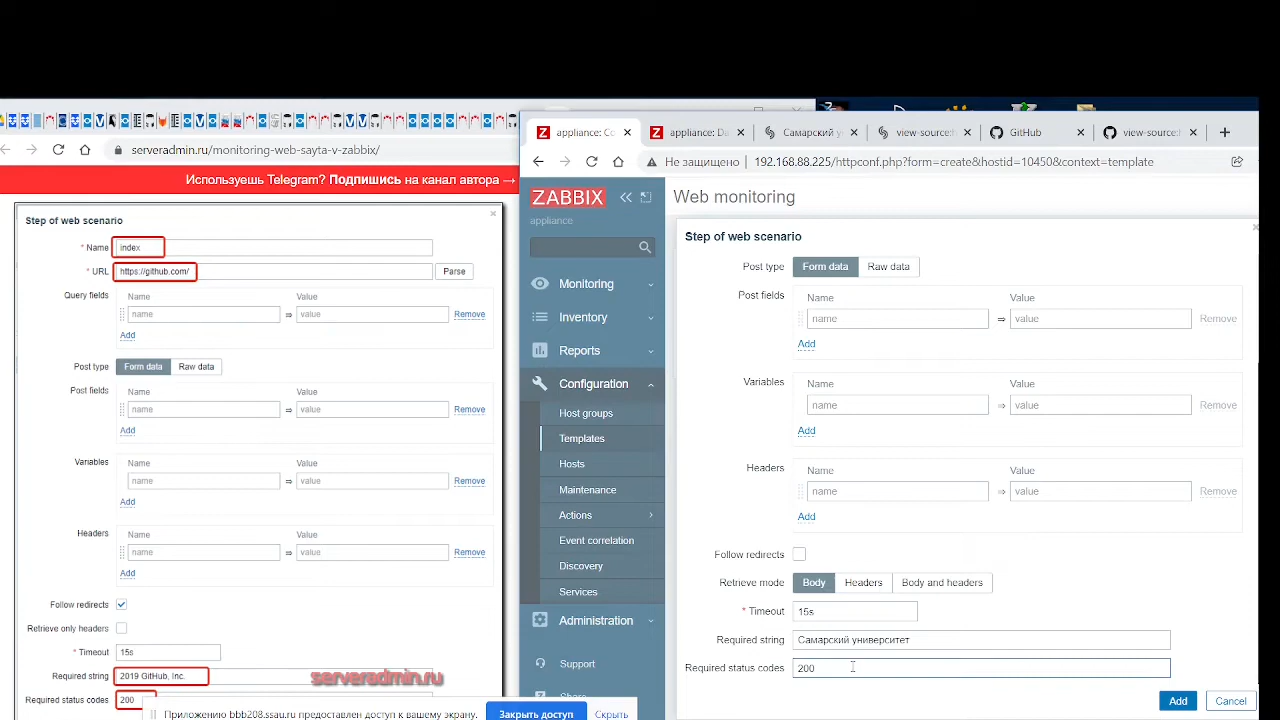 serveradmin.ru/monitoring-web-sayta-v-zabbix/
Используешь Telegram? Подпишись на канал автора →
Step of web scenario
* Name index
* URL https://github.com/ Parse
Query fields Name Value
name ⇒ value Remove
Add
Post type Form data Raw data
Post fields Name Value
name ⇒ value Remove
Add
Variables Name Value
name ⇒ value Remove
Add
Headers Name Value
name ⇒ value Remove
Add
Follow redirects
Retrieve only headers
* Timeout 15s
Required string 2019 GitHub, Inc.
Required status codes 200
serveradmin.ru
Приложению bbb208.ssau.ru предоставлен доступ к вашему экрану. Закрыть доступ Скрыть
appliance: Co appliance: Da Самарский у view-source:h GitHub view-source:h
Не защищено 192.168.88.225/httpconf.php?form=create&hostid=10450&context=template
ZABBIX
appliance
Monitoring
Inventory
Reports
Configuration
Host groups
Templates
Hosts
Maintenance
Actions
Event correlation
Discovery
Services
Administration
Support
Share
Web monitoring
Step of web scenario
Post type Form data Raw data
Post fields Name Value
name ⇒ value Remove
Add
Variables Name Value
name ⇒ value Remove
Add
Headers Name Value
name ⇒ value Remove
Add
Follow redirects
Retrieve mode Body Headers Body and headers
* Timeout 15s
Required string Самарский университет
Required status codes 200
Add Cancel